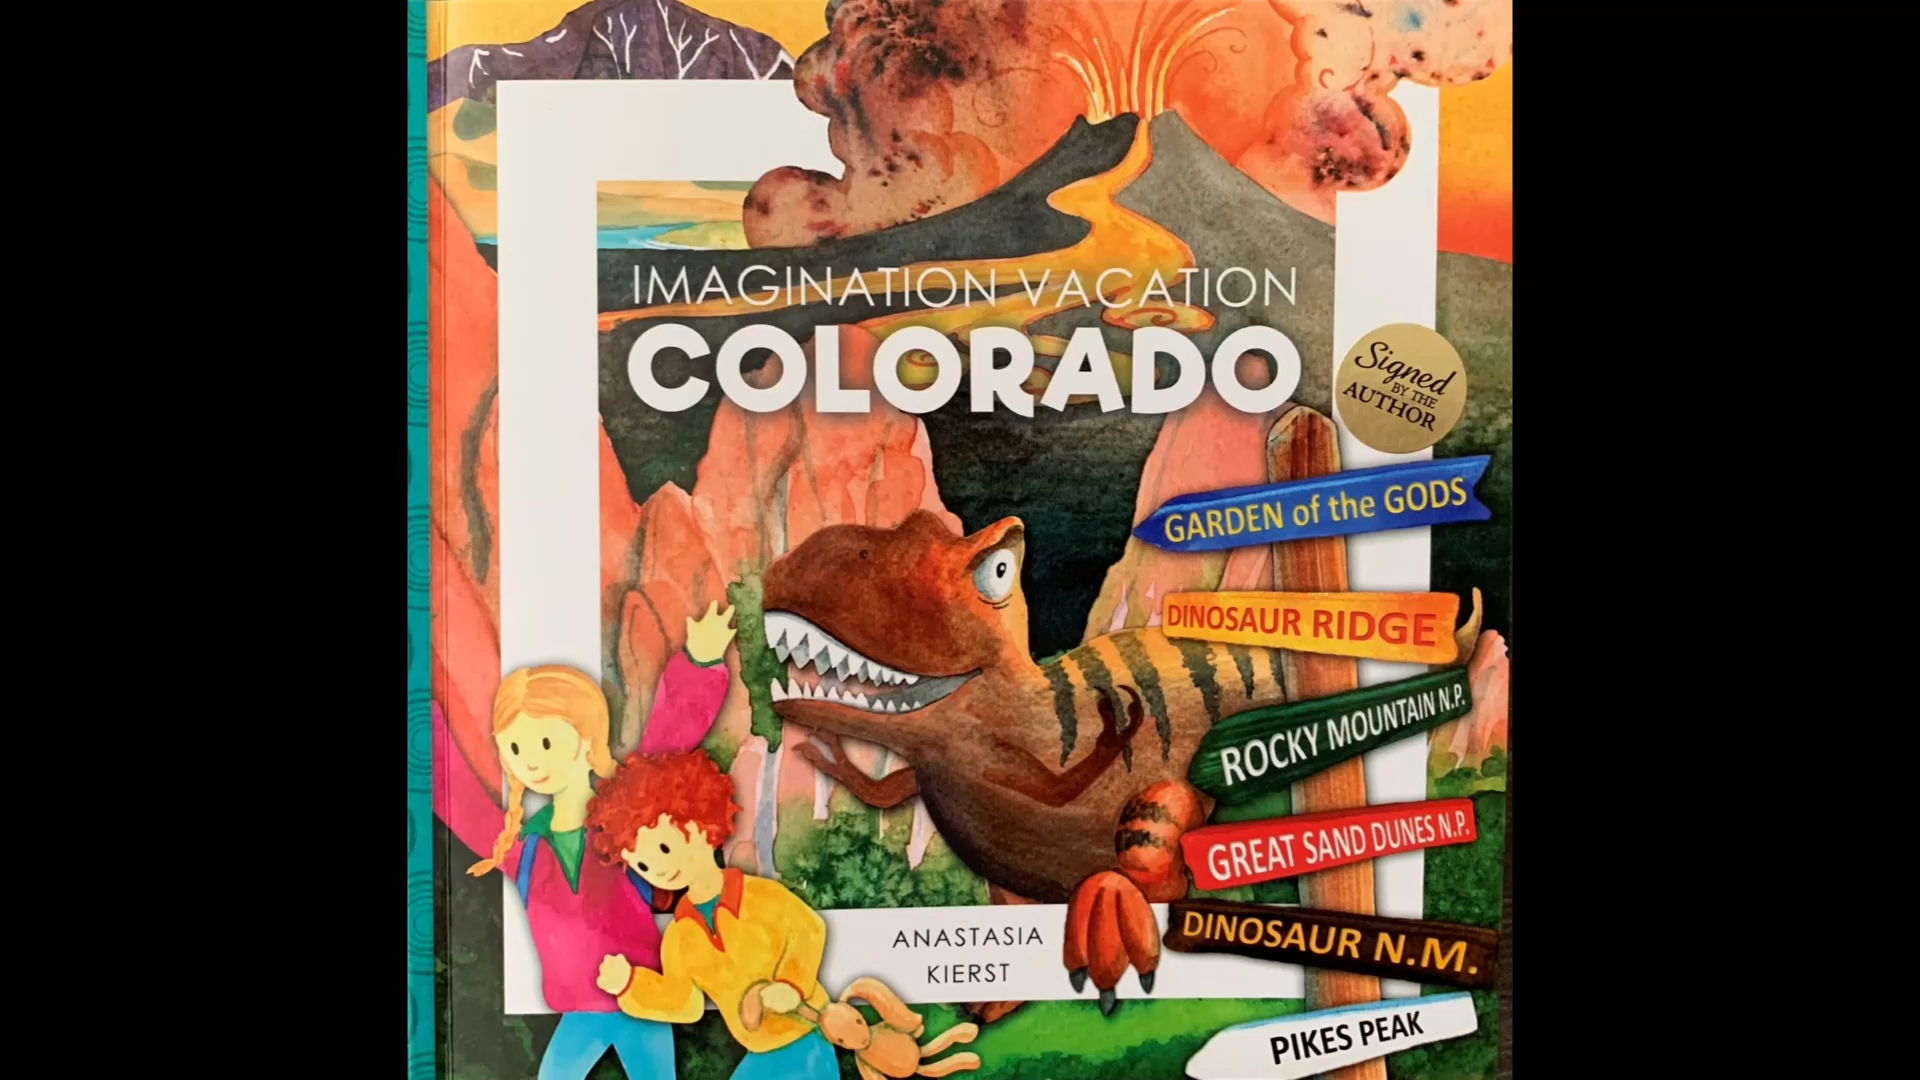 IMAGINATION VACATION
COLORADO
Signed
BY THE
AUTHOR
GARDEN of the GODS
DINOSAUR RIDGE
ROCKY MOUNTAIN N.P.
GREAT SAND DUNES N.P.
DINOSAUR N.M.
PIKES PEAK
ANASTASIA
KIERST